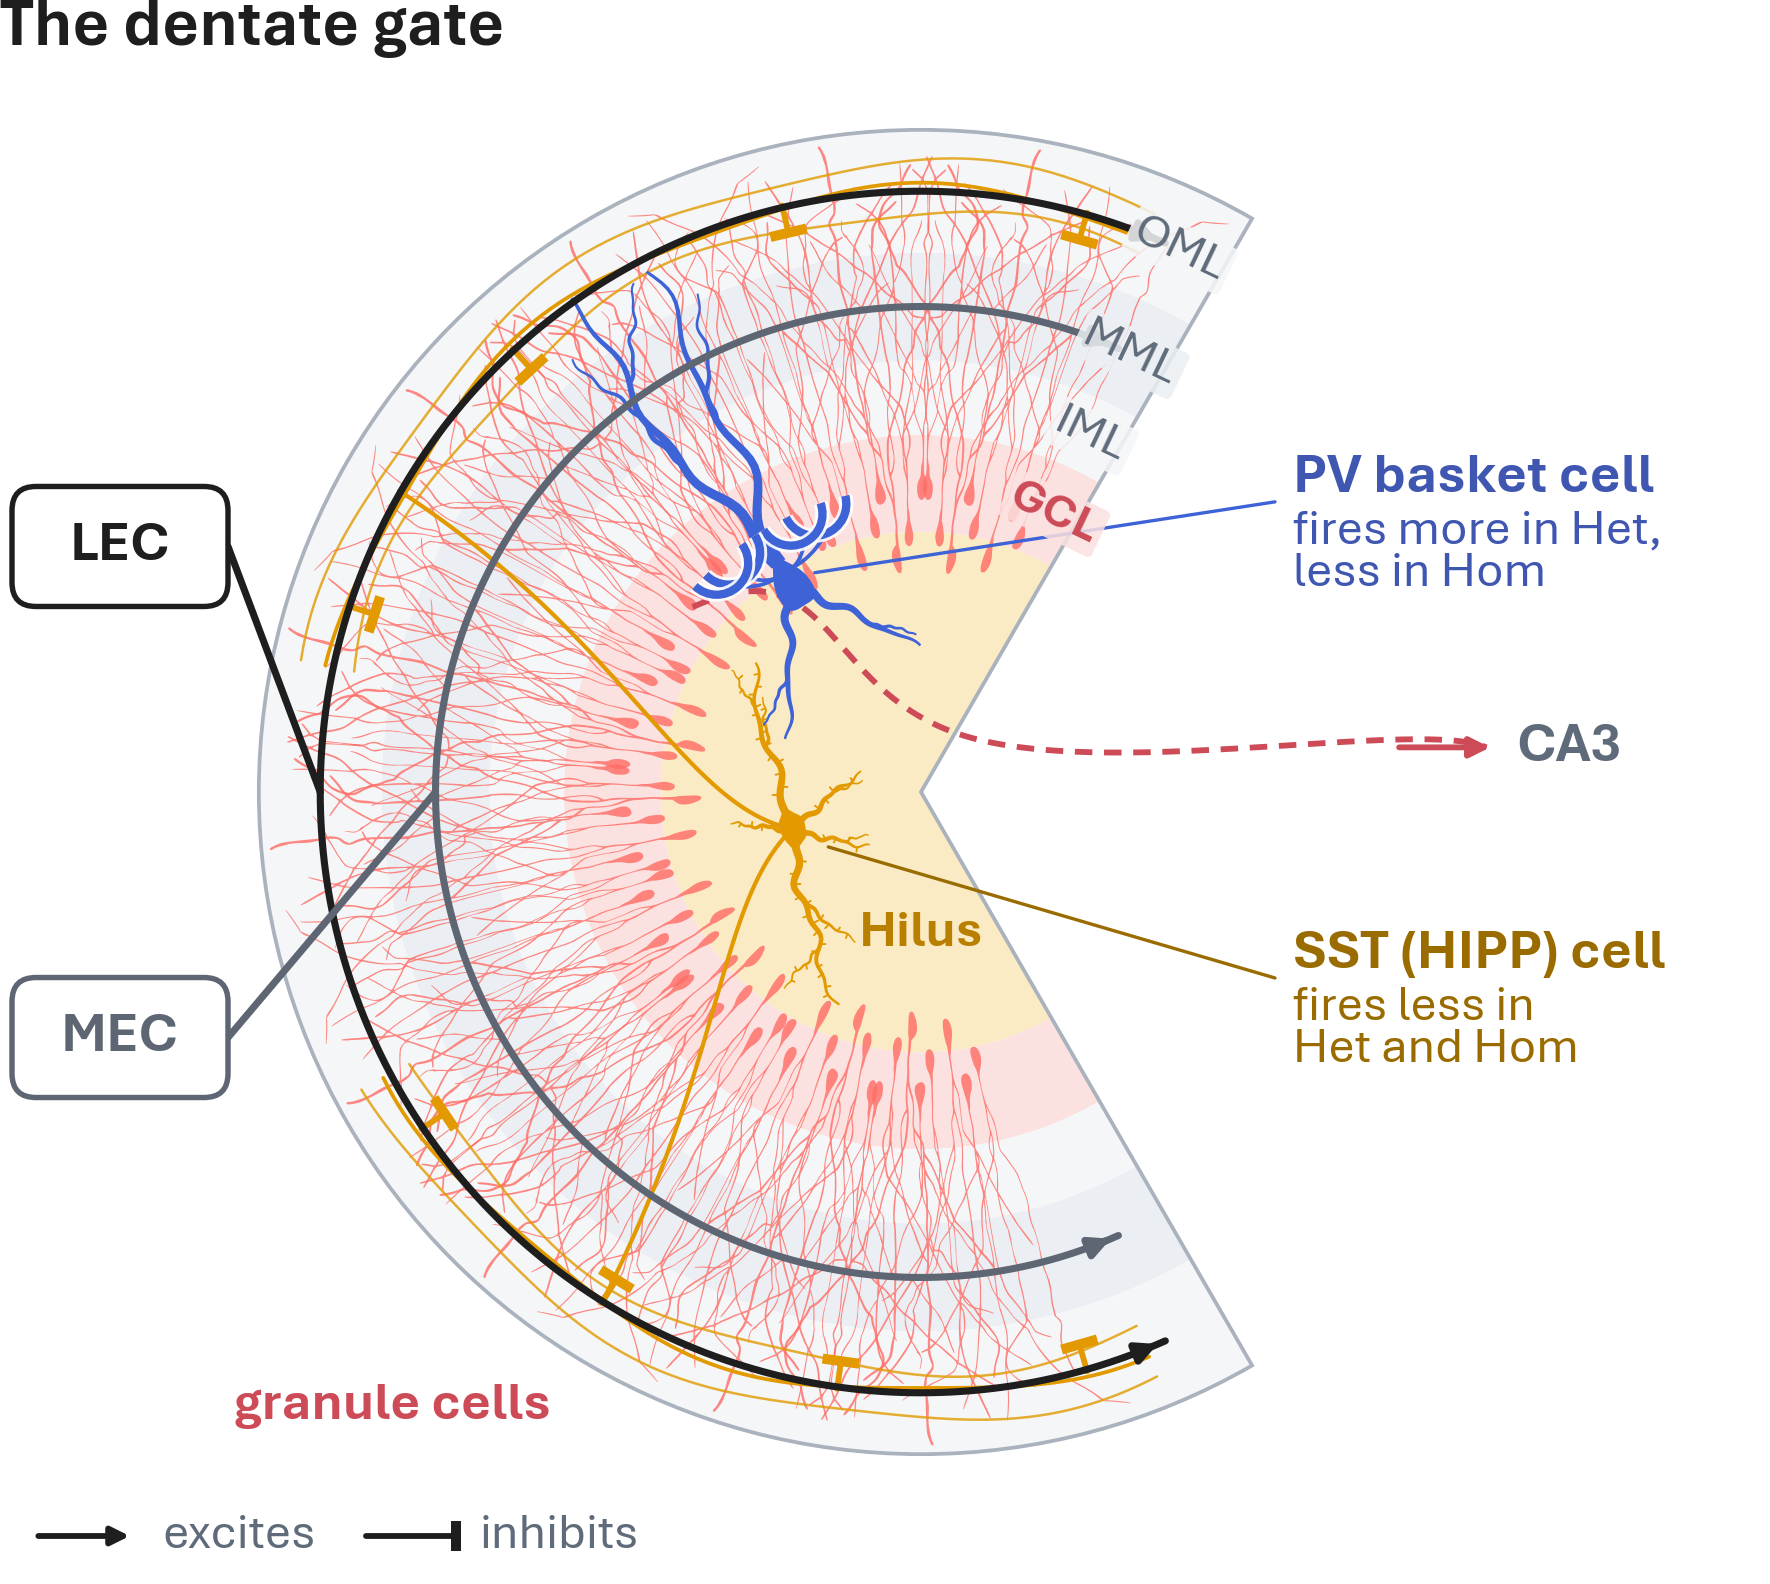 The dentate gate
OML
MML
IML
GCL
LEC
MEC
PV basket cell
fires more in Het,
less in Hom
CA3
Hilus
SST (HIPP) cell
fires less in
Het and Hom
granule cells
excites
inhibits